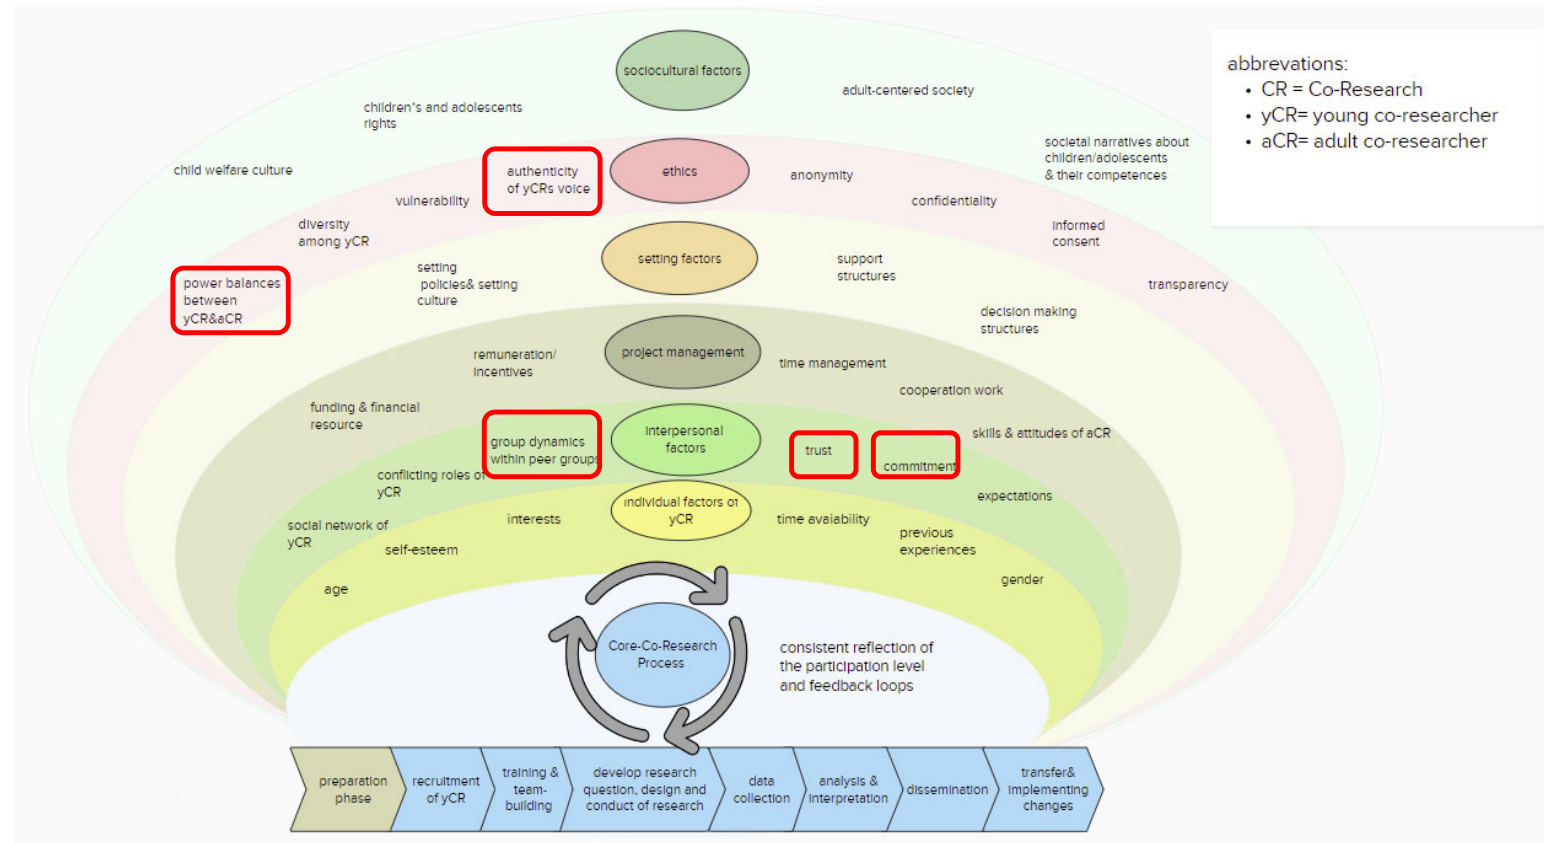 sociocultural factors
adult-centered society
children's and adolescents
rights
child welfare culture
societal narratives about
children/adolescents
& their competences
abbrevations:
• CR = Co-Research
• yCR= young co-researcher
• aCR= adult co-researcher
ethics
authenticity
of yCRs voice
anonymity
vulnerability
confidentiality
diversity
among yCR
informed
consent
power balances
between
yCR&aCR
transparency
setting factors
setting
policies& setting
culture
support
structures
decision making
structures
project management
remuneration/
incentives
time management
cooperation work
funding & financial
resource
skills & attitudes of aCR
interpersonal
factors
group dynamics
within peer groups
trust
commitment
conflicting roles of
yCR
expectations
social network of
yCR
individual factors of
yCR
interests
time avaiability
self-esteem
previous
experiences
age
gender
Core-Co-Research
Process
consistent reflection of
the participation level
and feedback loops
preparation
phase
recruitment
of yCR
training &
team-
building
develop research
question, design and
conduct of research
data
collection
analysis &
interpretation
dissemination
transfer&
implementing
changes